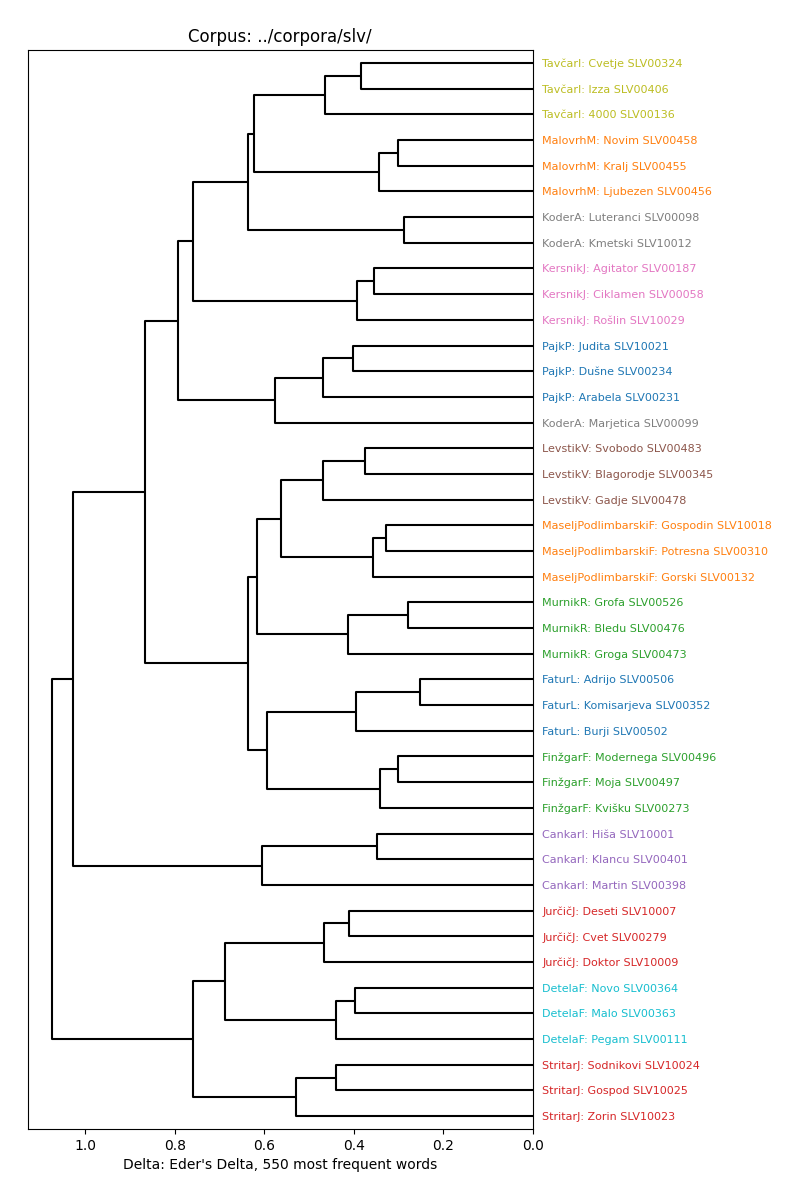 Corpus: ../corpora/slv/
TavčarI: Cvetje SLV00324
TavčarI: Izza SLV00406
TavčarI: 4000 SLV00136
MalovrhM: Novim SLV00458
MalovrhM: Kralj SLV00455
MalovrhM: Ljubezen SLV00456
KoderA: Luteranci SLV00098
KoderA: Kmetski SLV10012
KersnikJ: Agitator SLV00187
KersnikJ: Ciklamen SLV00058
KersnikJ: Rošlin SLV10029
PajkP: Judita SLV10021
PajkP: Dušne SLV00234
PajkP: Arabela SLV00231
KoderA: Marjetica SLV00099
LevstikV: Svobodo SLV00483
LevstikV: Blagorodje SLV00345
LevstikV: Gadje SLV00478
MaseljPodlimbarskiF: Gospodin SLV10018
MaseljPodlimbarskiF: Potresna SLV00310
MaseljPodlimbarskiF: Gorski SLV00132
MurnikR: Grofa SLV00526
MurnikR: Bledu SLV00476
MurnikR: Groga SLV00473
FaturL: Adrijo SLV00506
FaturL: Komisarjeva SLV00352
FaturL: Burji SLV00502
FinžgarF: Modernega SLV00496
FinžgarF: Moja SLV00497
FinžgarF: Kvišku SLV00273
CankarI: Hiša SLV10001
CankarI: Klancu SLV00401
CankarI: Martin SLV00398
JurčičJ: Deseti SLV10007
JurčičJ: Cvet SLV00279
JurčičJ: Doktor SLV10009
DetelaF: Novo SLV00364
DetelaF: Malo SLV00363
DetelaF: Pegam SLV00111
StritarJ: Sodnikovi SLV10024
StritarJ: Gospod SLV10025
StritarJ: Zorin SLV10023
1.0 0.8 0.6 0.4 0.2 0.0
Delta: Eder's Delta, 550 most frequent words